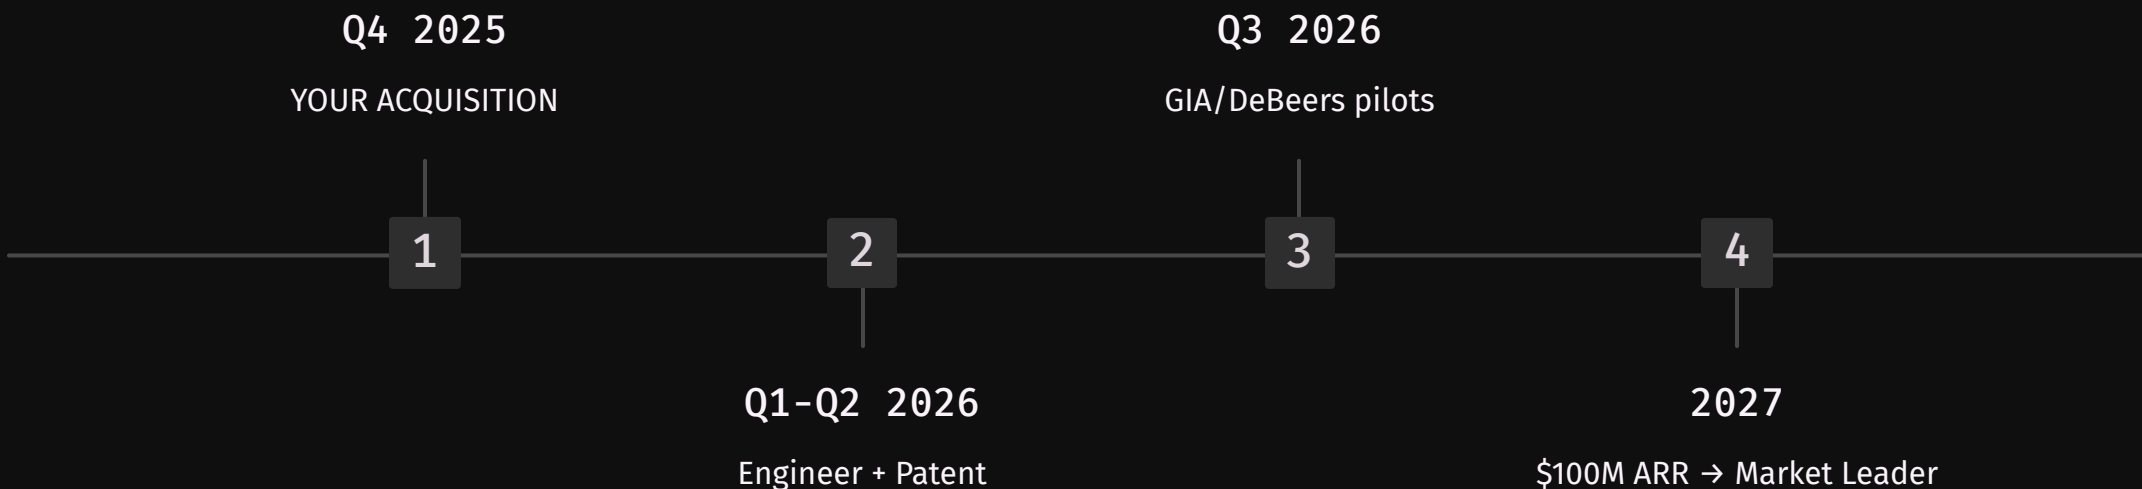 Q4 2025
YOUR ACQUISITION
1
2
Q1-Q2 2026
Engineer + Patent
Q3 2026
GIA/DeBeers pilots
3
4
2027
$100M ARR → Market Leader